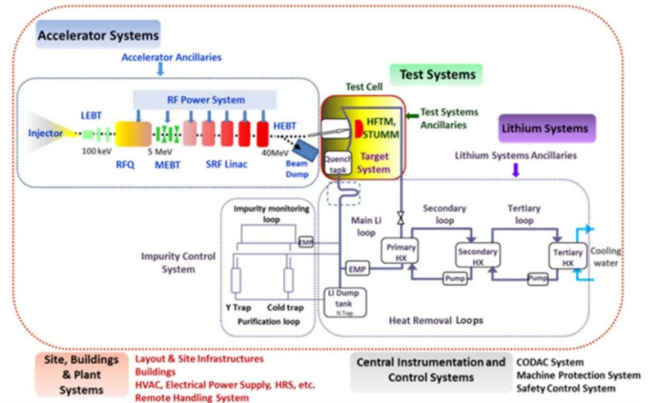 Accelerator Systems
Accelerator Ancillaries
RF Power System
LEBT
HEBT
Injector
100 keV
5 MeV
40MeV
RFQ
MEBT
SRF Linac
Beam
Dump
Test Cell
Test Systems
HFTM,
STUMM
Test Systems
Ancillaries
Quench
tank
Target
System
Lithium Systems
Lithium Systems Ancillaries
Impurity monitoring
loop
EMP
Impurity Control
System
Y Trap
Cold trap
Purification loop
Main Li
loop
Secondary
loop
Tertiary
loop
Primary
HX
Secondary
HX
Tertiary
HX
Cooling
water
EMP
Pump
Pump
Li Dump
tank
N Trap
Heat Removal Loops
Site, Buildings
& Plant
Systems
Layout & Site Infrastructures
Buildings
HVAC, Electrical Power Supply, HRS, etc.
Remote Handling System
Central Instrumentation and
Control Systems
CODAC System
Machine Protection System
Safety Control System